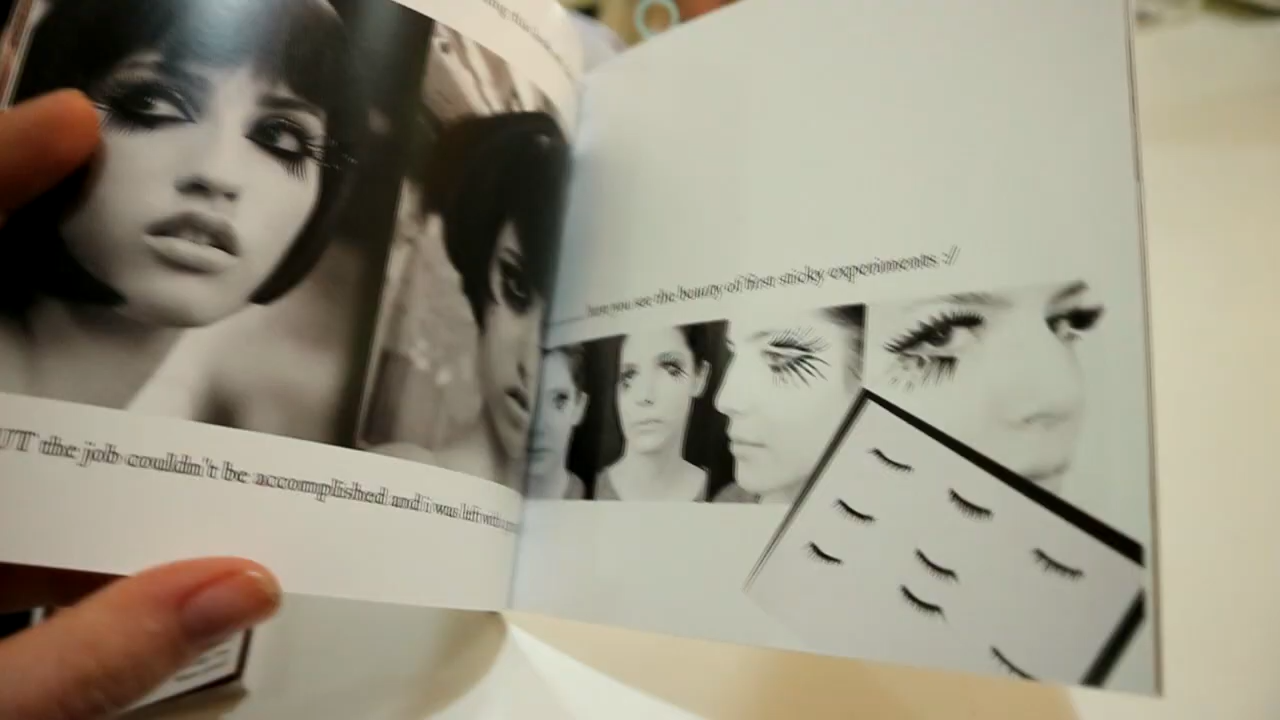 UT the job couldn't be accomplished and i was left with
here you see the beauty of first sticky experiments :/